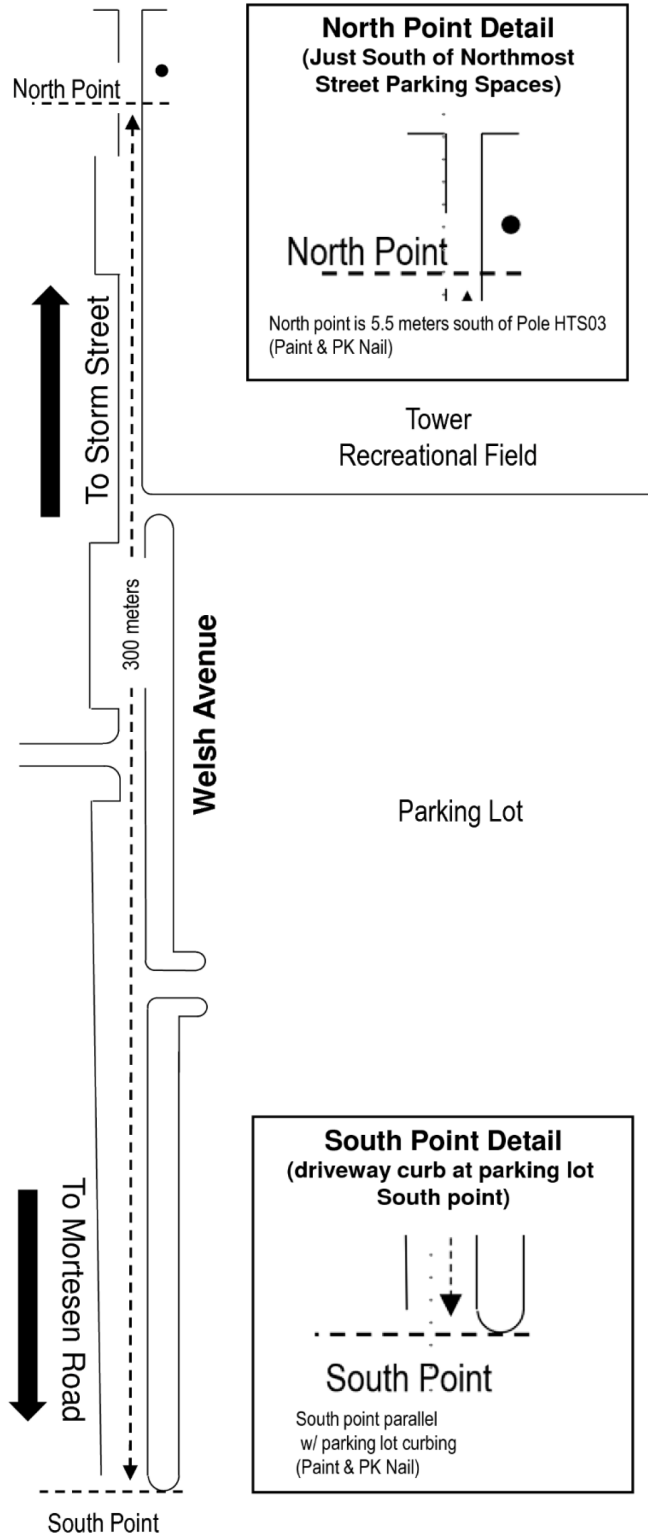 North Point Detail
(Just South of Northmost
Street Parking Spaces)
North Point
North point is 5.5 meters south of Pole HTS03
(Paint & PK Nail)
North Point
To Storm Street
Tower
Recreational Field
300 meters
Welsh Avenue
Parking Lot
To Mortesen Road
South Point Detail
(driveway curb at parking lot
South point)
South Point
South point parallel
w/ parking lot curbing
(Paint & PK Nail)
South Point